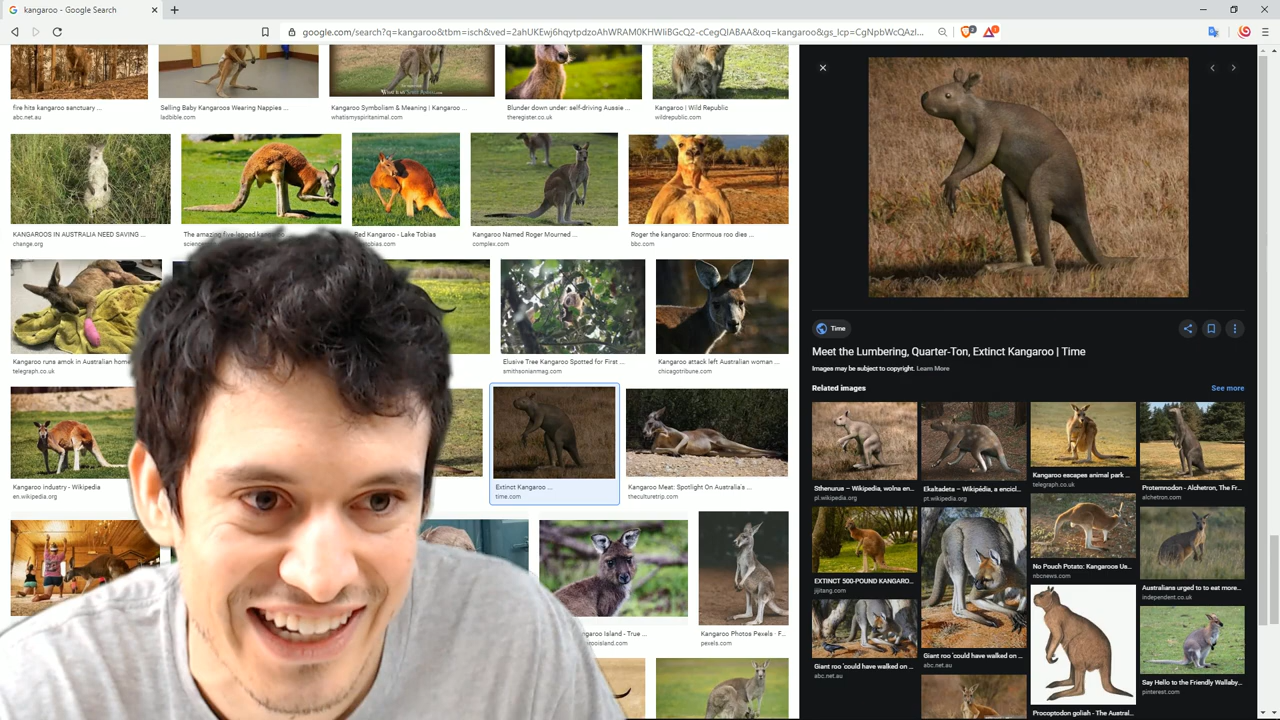 kangaroo - Google Search
google.com/search?q=kangaroo&tbm=isch&ved=2ahUKEwj6hqytpdzoAhWRAM0KHWIiBGcQ2-cCegQIABAA&oq=kangaroo&gs_lcp=CgNpbWcQAzI...
fire hits kangaroo sanctuary ...
abc.net.au
Selling Baby Kangaroos Wearing Nappies ...
ladbible.com
Kangaroo Symbolism & Meaning | Kangaroo ...
whatismyspiritanimal.com
Blunder down under: self-driving Aussie ...
theregister.co.uk
Kangaroo | Wild Republic
wildrepublic.com
KANGAROOS IN AUSTRALIA NEED SAVING ...
change.org
The amazing five-legged kangaroo
Red Kangaroo - Lake Tobias
Kangaroo Named Roger Mourned ...
complex.com
Roger the kangaroo: Enormous roo dies ...
bbc.com
Kangaroo runs amok in Australian home
telegraph.co.uk
Elusive Tree Kangaroo Spotted for First ...
smithsonianmag.com
Kangaroo attack left Australian woman ...
chicagotribune.com
Kangaroo industry - Wikipedia
en.wikipedia.org
Extinct Kangaroo ...
time.com
Kangaroo Meat: Spotlight On Australia's ...
theculturetrip.com
Island - True ...
Kangaroo Photos Pexels · F...
pexels.com
Time
Meet the Lumbering, Quarter-Ton, Extinct Kangaroo | Time
Images may be subject to copyright. Learn More
Related images
See more
Sthenurus – Wikipedia, wolna en...
pl.wikipedia.org
Ekaltadeta – Wikipédia, a encicl...
pt.wikipedia.org
Kangaroo escapes animal park ...
telegraph.co.uk
Protemnodon - Alchetron, The Fr...
alchetron.com
EXTINCT 500-POUND KANGARO...
jijitang.com
No Pouch Potato: Kangaroos Us...
nbcnews.com
Australians urged to to eat more...
independent.co.uk
Giant roo 'could have walked on ...
abc.net.au
Giant roo 'could have walked on ...
abc.net.au
Say Hello to the Friendly Wallaby...
pinterest.com
Procoptodon goliah - The Austral...